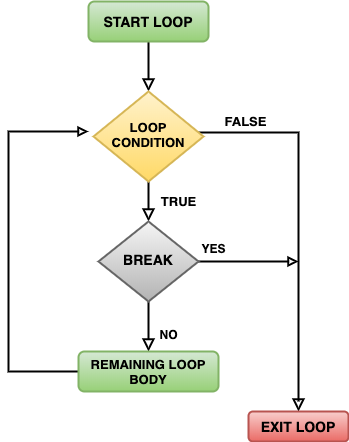 START LOOP
LOOP
CONDITION
FALSE
TRUE
BREAK
YES
NO
REMAINING LOOP
BODY
EXIT LOOP